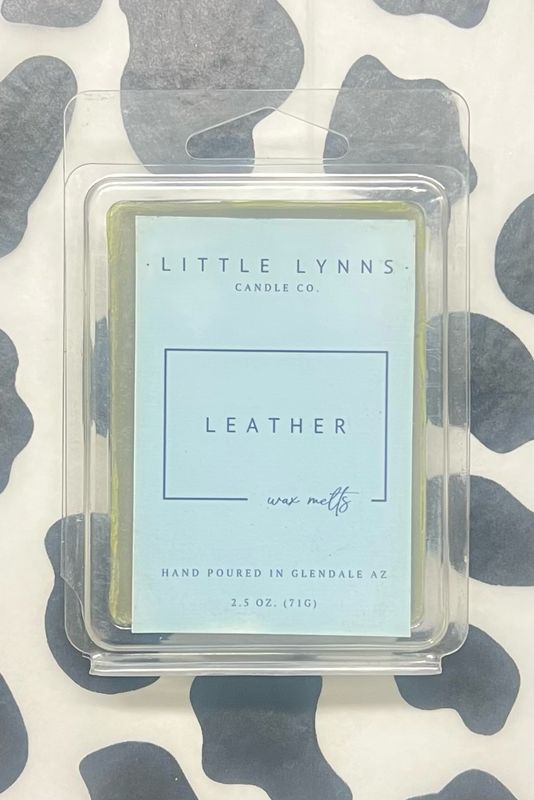 · LITTLE LYNNS ·
CANDLE CO.
LEATHER
wax melts
HAND POURED IN GLENDALE AZ
2.5 OZ. (71G)